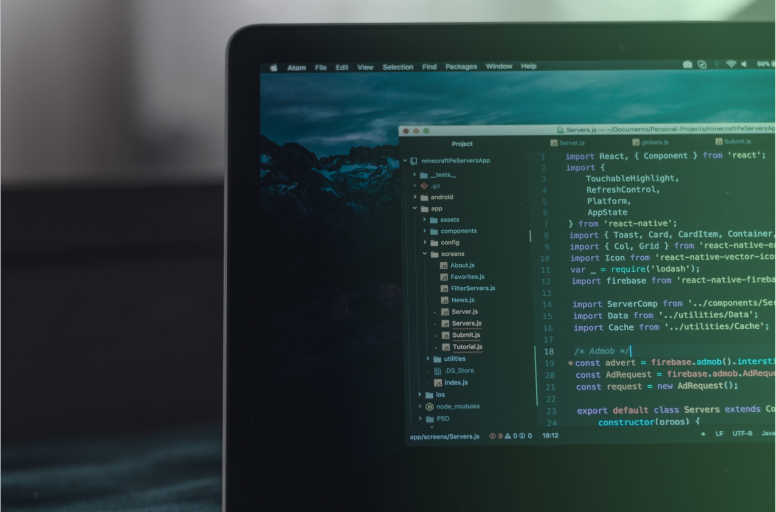 Atom File Edit View Selection Find Packages Window Help 99%
Servers.js — ~/Documents/Personal-Projects/minecraftPeServersApp
Project
Server.js globals.js Submit.js
minecraftPeServersApp
__tests__
.git
android
app
assets
components
config
screens
About.js
Favorites.js
FilterServers.js
News.js
Server.js
Servers.js
Submit.js
Tutorial.js
utilities
.DS_Store
index.js
ios
node_modules
PSD
1 import React, { Component } from 'react';
2 import {
3 TouchableHighlight,
4 RefreshControl,
5 Platform,
6 AppState
7 } from 'react-native';
8 import { Toast, Card, CardItem, Container,
9 import { Col, Grid } from 'react-native-ea
10 import Icon from 'react-native-vector-ico
11 var _ = require('lodash');
12 import firebase from 'react-native-fireba
13
14 import ServerComp from '../components/Se
15 import Data from '../utilities/Data';
16 import Cache from '../utilities/Cache';
17
18 /* Admob */
19 const advert = firebase.admob().intersti
20 const AdRequest = firebase.admob.AdReque
21 const request = new AdRequest();
22
23 export default class Servers extends Co
24 constructor(props) {
app/screens/Servers.js 0 0 18:12 LF UTF-8 Java